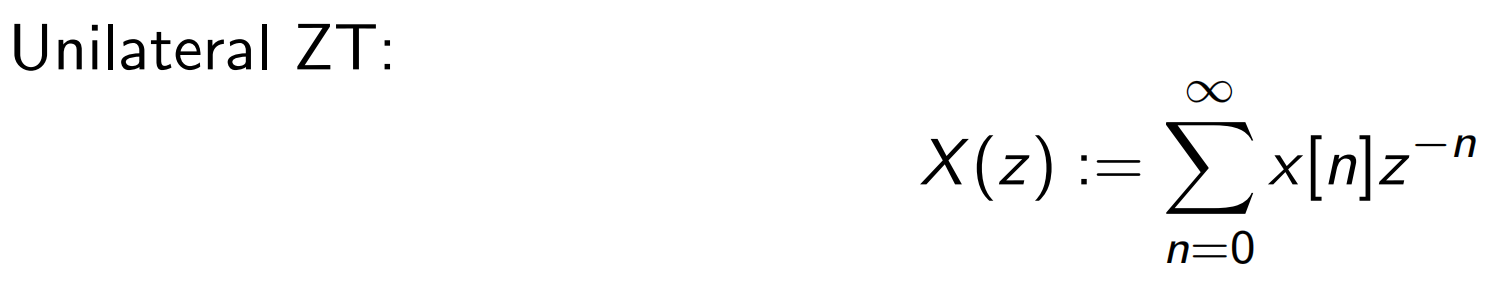 Unilateral ZT:
X(z) := ∑_{n=0}^{∞} x[n]z^{−n}